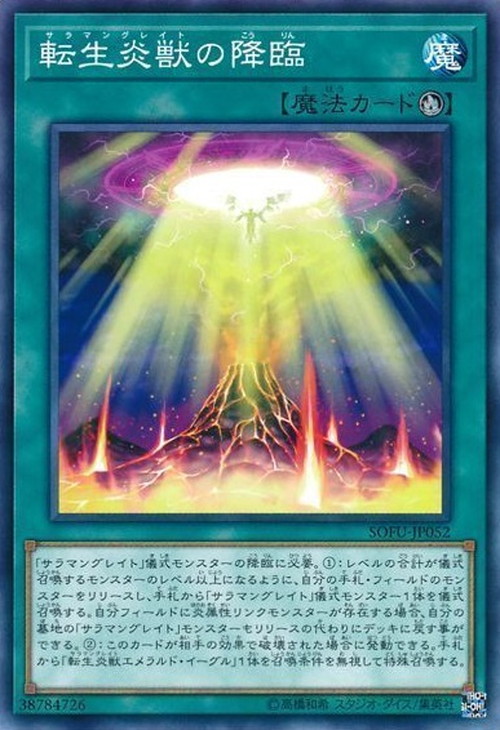 サラマングレイト こうりん
転生炎獣の降臨
魔
【魔法カード】
SOFU-JP052
「サラマングレイト」儀式モンスターの降臨に必要。①：レベルの合計が儀式
召喚するモンスターのレベル以上になるように、自分の手札・フィールドのモンス
ターをリリースし、手札から「サラマングレイト」儀式モンスター1体を儀式
召喚する。自分フィールドに炎属性リンクモンスターが存在する場合、自分の
墓地の「サラマングレイト」モンスターもリリースの代わりにデッキに戻す事が
できる。②：このカードが相手の効果で破壊された場合に発動できる。手札
から「転生炎獣エメラルド・イーグル」1体を召喚条件を無視して特殊召喚する。
38784726
©高橋和希 スタジオ・ダイス/集英社